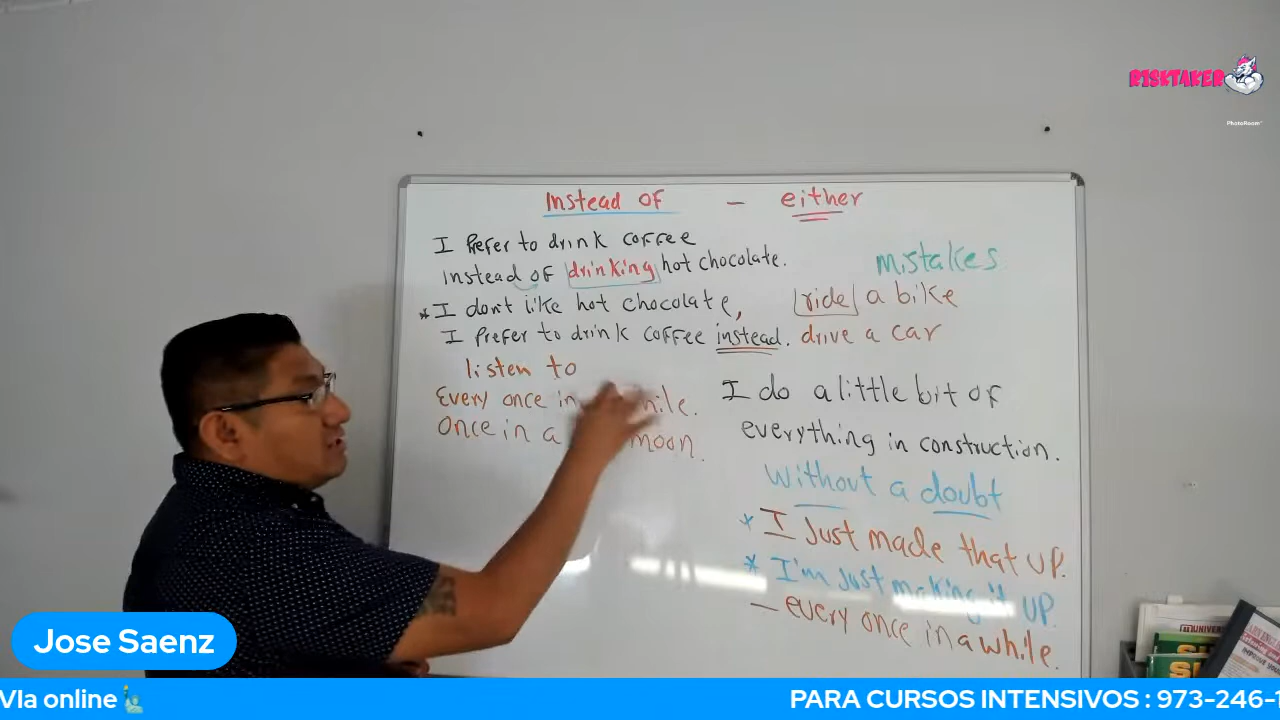 RISKTAKER
PhotoRoom
Instead of - either
I Prefer to drink coffee
instead of drinking hot chocolate.
* I don't like hot chocolate,
I Prefer to drink coffee instead.
listen to
Every once in
Once in a moon.
mistakes
ride a bike
drive a car
I do a little bit of
everything in construction.
Without a doubt
* I Just made that UP.
* I'm Just making it UP.
- every once in a while.
Jose Saenz
VIa online
PARA CURSOS INTENSIVOS : 973-246-1